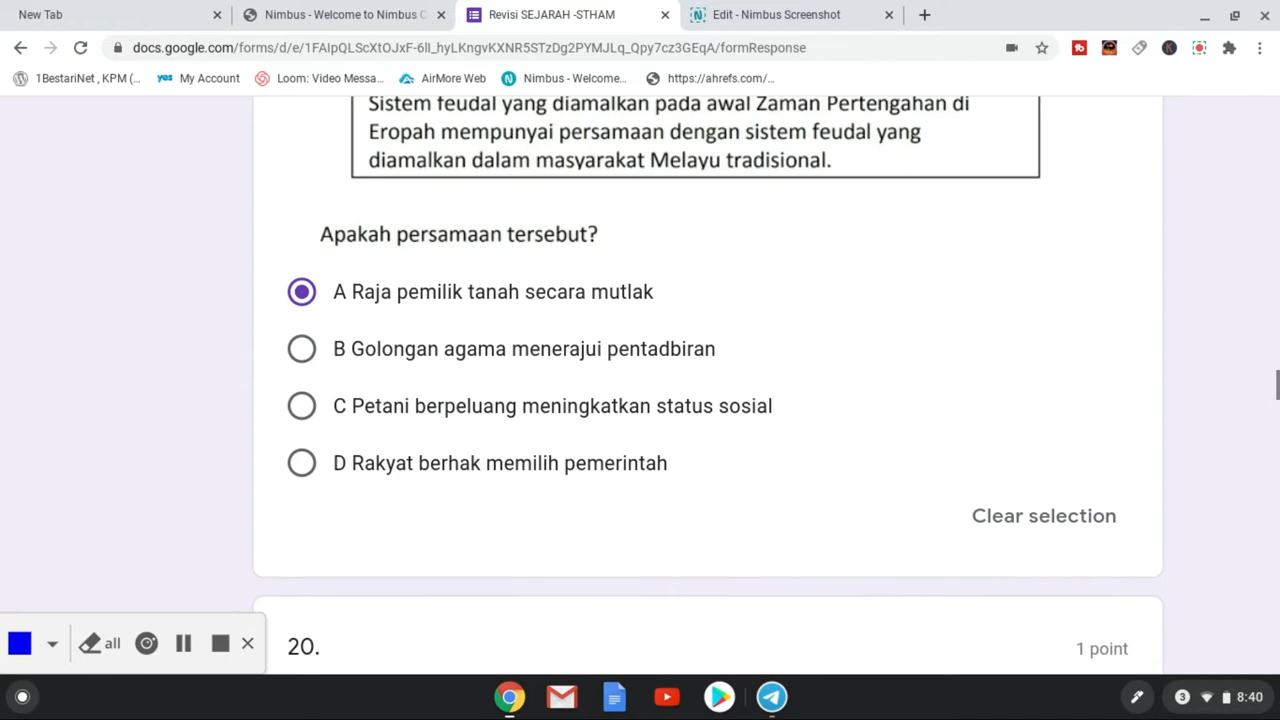 New Tab
Nimbus - Welcome to Nimbus C
Revisi SEJARAH -STHAM
Edit - Nimbus Screenshot
docs.google.com/forms/d/e/1FAIpQLScXtOJxF-6lI_hyLKngvKXNR5STzDg2PYMJLq_Qpy7cz3GEqA/formResponse
1BestariNet , KPM (...
yes My Account
Loom: Video Messa...
AirMore Web
Nimbus - Welcome...
https://ahrefs.com/...
Sistem feudal yang diamalkan pada awal Zaman Pertengahan di
Eropah mempunyai persamaan dengan sistem feudal yang
diamalkan dalam masyarakat Melayu tradisional.
Apakah persamaan tersebut?
A Raja pemilik tanah secara mutlak
B Golongan agama menerajui pentadbiran
C Petani berpeluang meningkatkan status sosial
D Rakyat berhak memilih pemerintah
Clear selection
20.
1 point
all
3
8:40